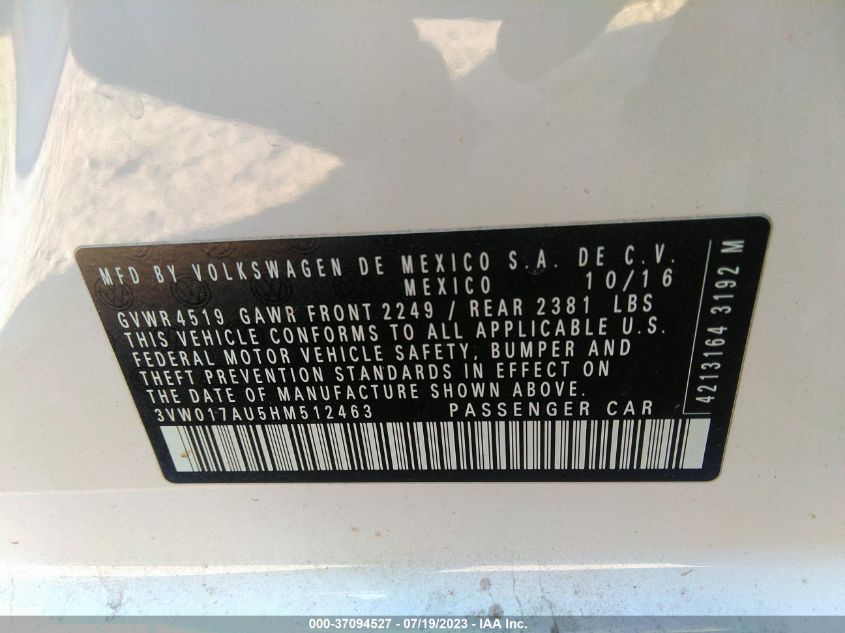 MFD BY VOLKSWAGEN DE MEXICO S.A. DE C.V.
MEXICO 10/16
GVWR4519 GAWR FRONT 2249 / REAR 2381 LBS
THIS VEHICLE CONFORMS TO ALL APPLICABLE U.S.
FEDERAL MOTOR VEHICLE SAFETY, BUMPER AND
THEFT PREVENTION STANDARDS IN EFFECT ON
THE DATE OF MANUFACTURE SHOWN ABOVE.
3VW017AU5HM512463 PASSENGER CAR
4213164 3192 M
000-37094527 - 07/19/2023 - © IAA, Inc.